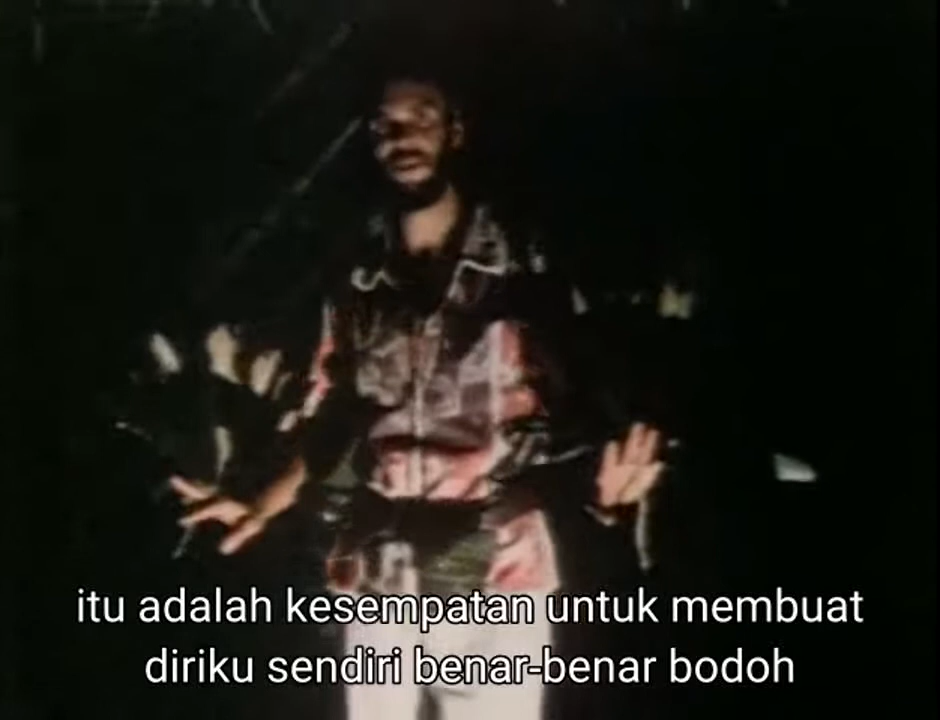 itu adalah kesempatan untuk membuat
diriku sendiri benar-benar bodoh